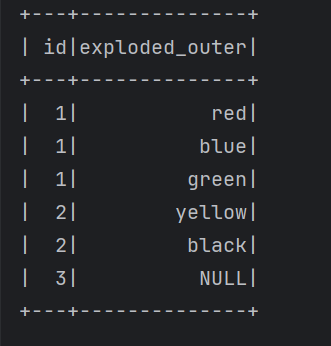 +---+--------------+
| id|exploded_outer|
+---+--------------+
|  1|           red|
|  1|          blue|
|  1|         green|
|  2|        yellow|
|  2|         black|
|  3|          NULL|
+---+--------------+